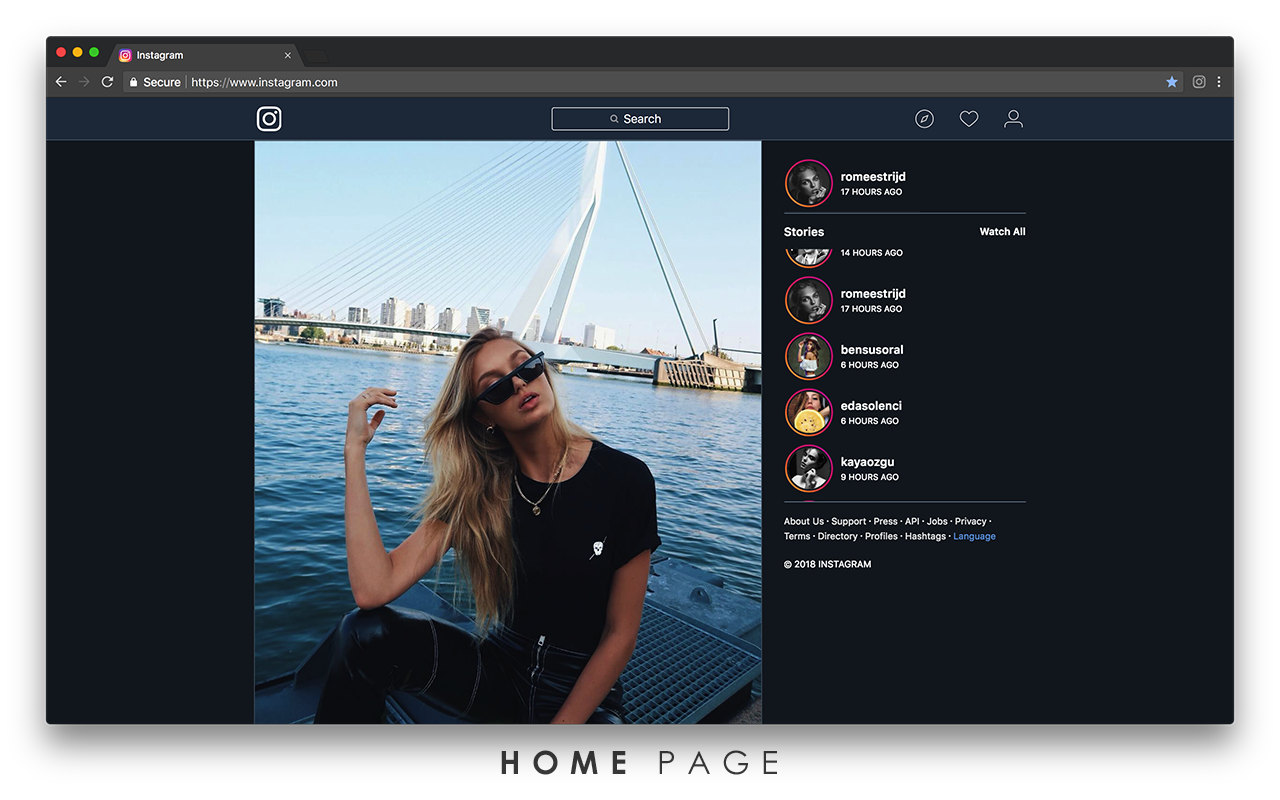 Instagram
Secure https://www.instagram.com
Search
romeestrijd
17 HOURS AGO
Stories Watch All
14 HOURS AGO
romeestrijd
17 HOURS AGO
bensusoral
6 HOURS AGO
edasolenci
6 HOURS AGO
kayaozgu
9 HOURS AGO
About Us · Support · Press · API · Jobs · Privacy ·
Terms · Directory · Profiles · Hashtags · Language
© 2018 INSTAGRAM
HOME PAGE